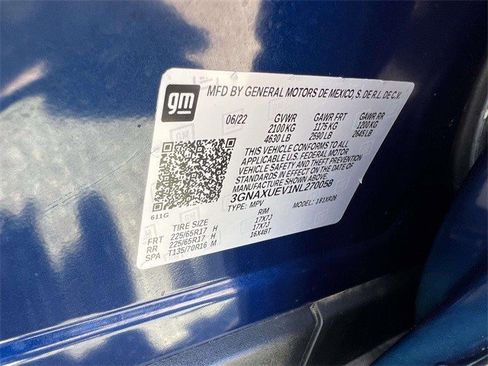 gm
MFD BY GENERAL MOTORS DE MEXICO, S. DE R.L. DE C.V.
06/22 GVWR GAWR FRT GAWR RR
2100 KG 1175 KG 1200 KG
4630 LB 2590 LB 2645 LB
THIS VEHICLE CONFORMS TO ALL
APPLICABLE U.S. FEDERAL MOTOR
VEHICLE SAFETY AND THEFT PREVENTION
STANDARDS IN EFFECT ON THE DATE OF
MANUFACTURE SHOWN ABOVE.
3GNAXUEV1NL270058
611G TYPE: MPV MODEL: 1XR26
TIRE SIZE RIM
FRT 225/65R17 H 17X7J
RR 225/65R17 H 17X7J
SPA T135/70R16 M 16X4BT